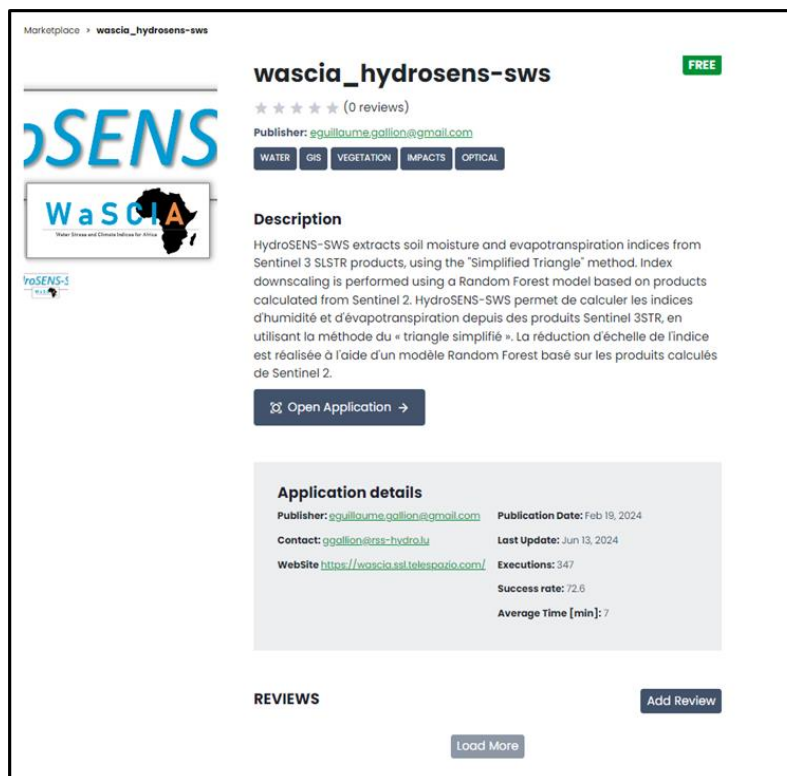 Marketplace > wascia_hydrosens-sws
oSENS
WaSCIA
Water Stress and Climate Indices for Africa
wascia_hydrosens-sws
FREE
(0 reviews)
Publisher: eguillaume.gallion@gmail.com
WATER GIS VEGETATION IMPACTS OPTICAL
Description
HydroSENS-SWS extracts soil moisture and evapotranspiration indices from
Sentinel 3 SLSTR products, using the "Simplified Triangle" method. Index
downscaling is performed using a Random Forest model based on products
calculated from Sentinel 2. HydroSENS-SWS permet de calculer les indices
d'humidité et d'évapotranspiration depuis des produits Sentinel 3STR, en
utilisant la méthode du « triangle simplifié ». La réduction d'échelle de l'indice
est réalisée à l'aide d'un modèle Random Forest basé sur les produits calculés
de Sentinel 2.
Open Application →
Application details
Publisher: eguillaume.gallion@gmail.com
Contact: ggallion@rss-hydro.lu
WebSite https://wascia.ssl.telespazio.com/
Publication Date: Feb 19, 2024
Last Update: Jun 13, 2024
Executions: 347
Success rate: 72.6
Average Time [min]: 7
REVIEWS
Add Review
Load More